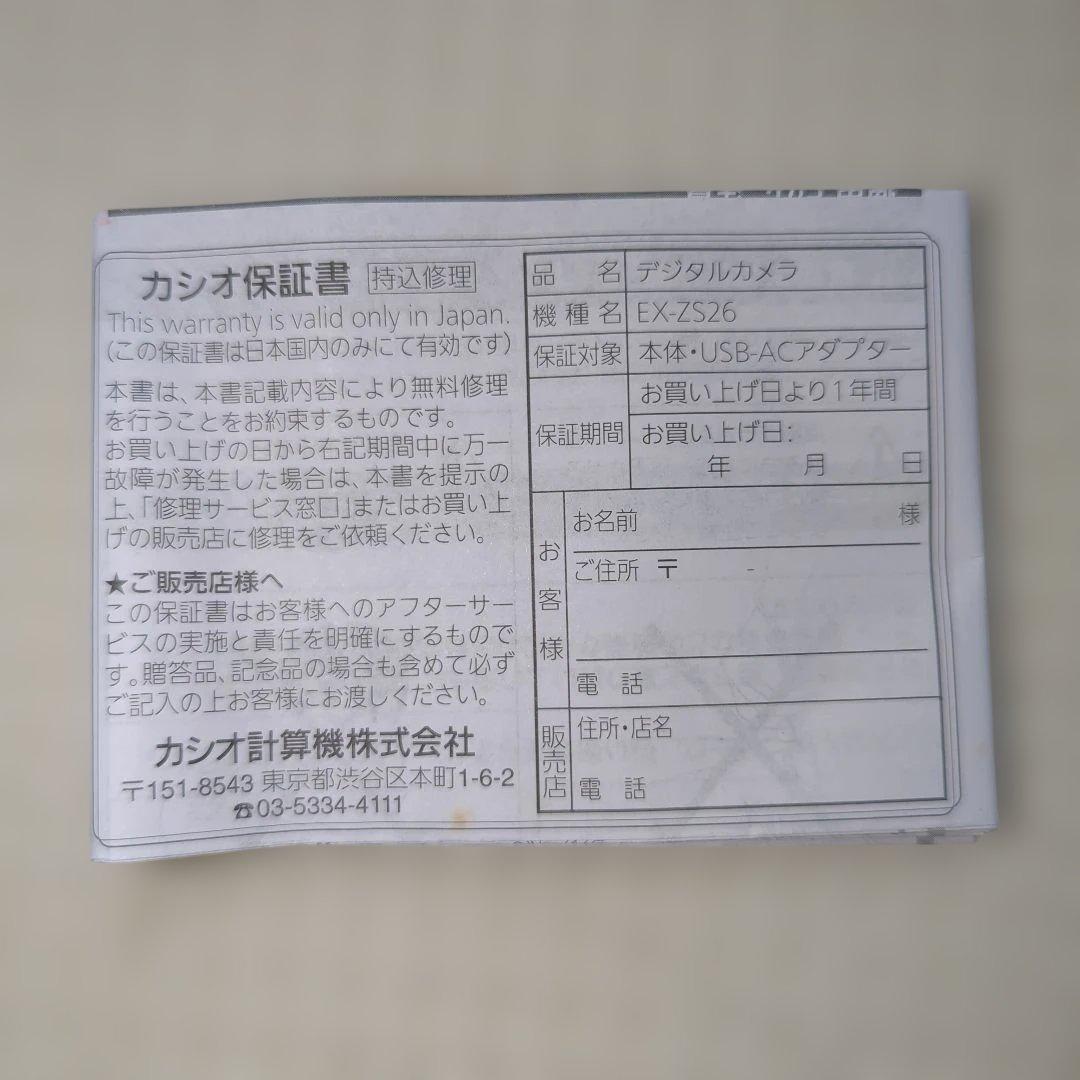 カシオ保証書 持込修理
This warranty is valid only in Japan.
（この保証書は日本国内のみにて有効です）
本書は、本書記載内容により無料修理
を行うことをお約束するものです。
お買い上げの日から右記期間中に万一
故障が発生した場合は、本書を提示の
上、「修理サービス窓口」またはお買い上
げの販売店に修理をご依頼ください。
★ご販売店様へ
この保証書はお客様へのアフターサー
ビスの実施と責任を明確にするもので
す。贈答品、記念品の場合も含めて必ず
ご記入の上お客様にお渡しください。
カシオ計算機株式会社
〒151-8543 東京都渋谷区本町1-6-2
☎03-5334-4111
品名 デジタルカメラ
機種名 EX-ZS26
保証対象 本体・USB-ACアダプター
保証期間 お買い上げ日より1年間
お買い上げ日:
年 月 日
お客様
お名前 様
ご住所 〒 -
電話
販売店
住所・店名
電話